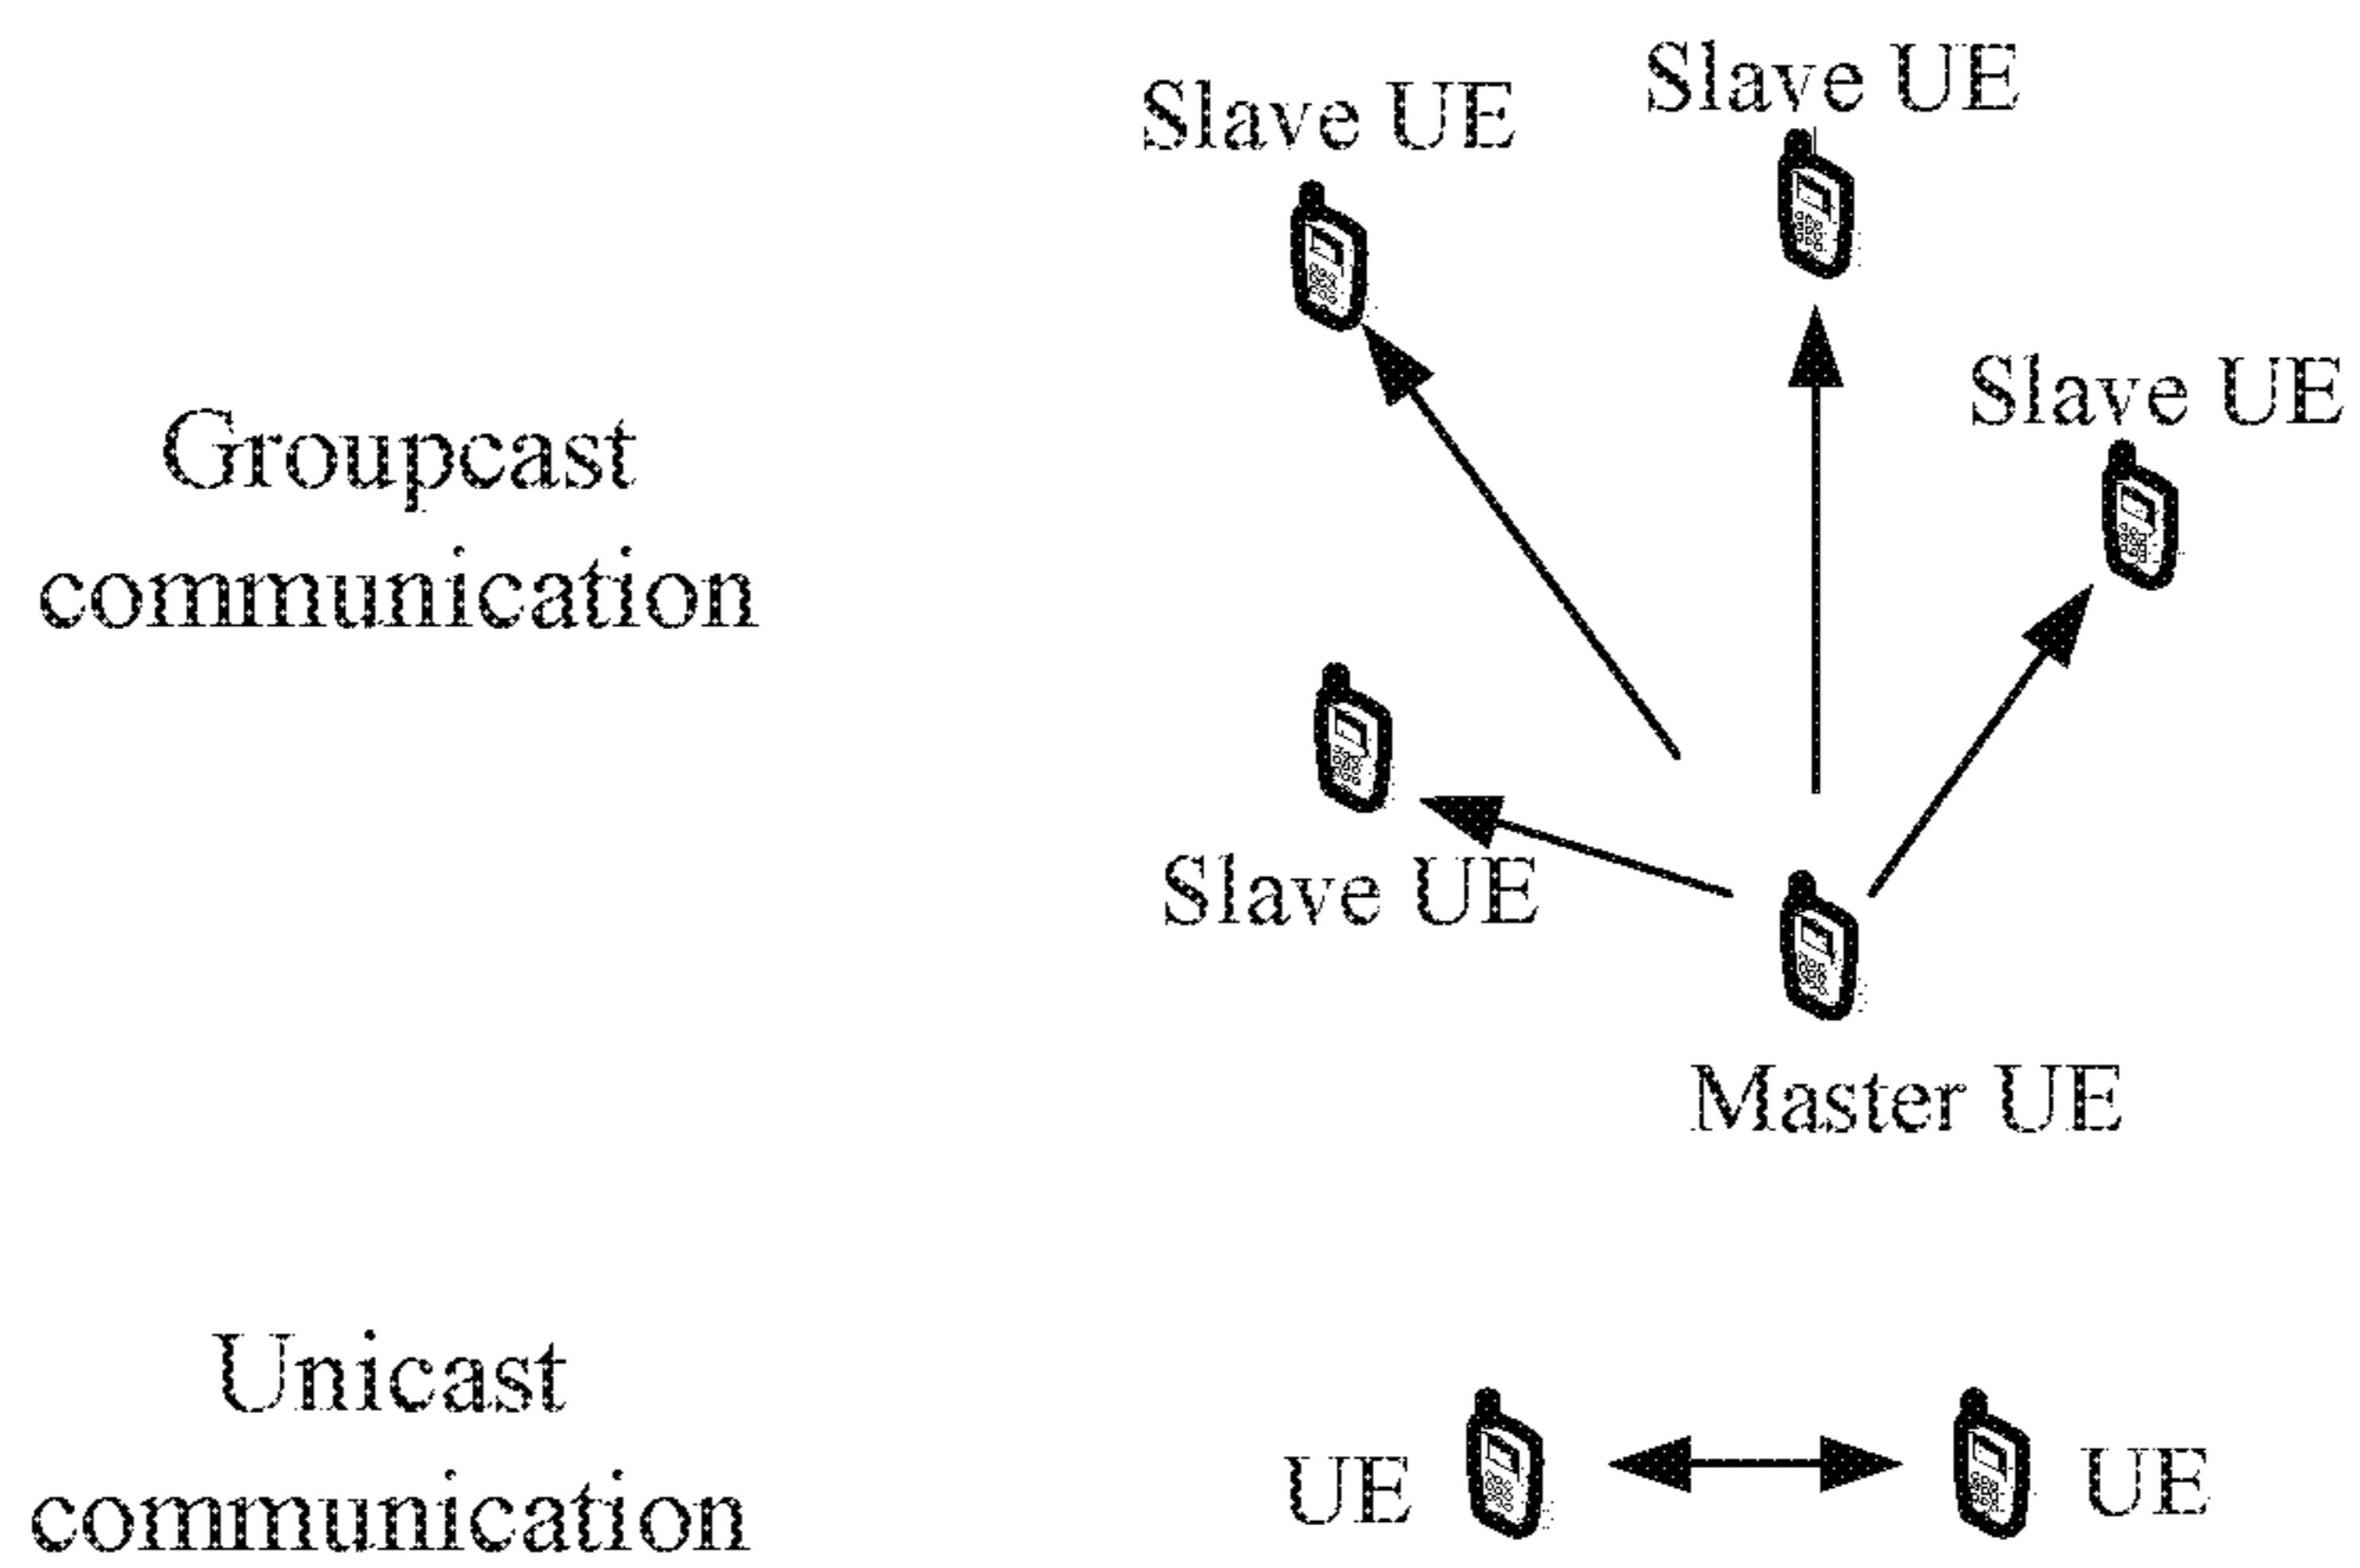 Slave UE
Slave UE
Slave UE
Groupcast
communication
Slave UE
Master UE
Unicast
communication
UE
UE